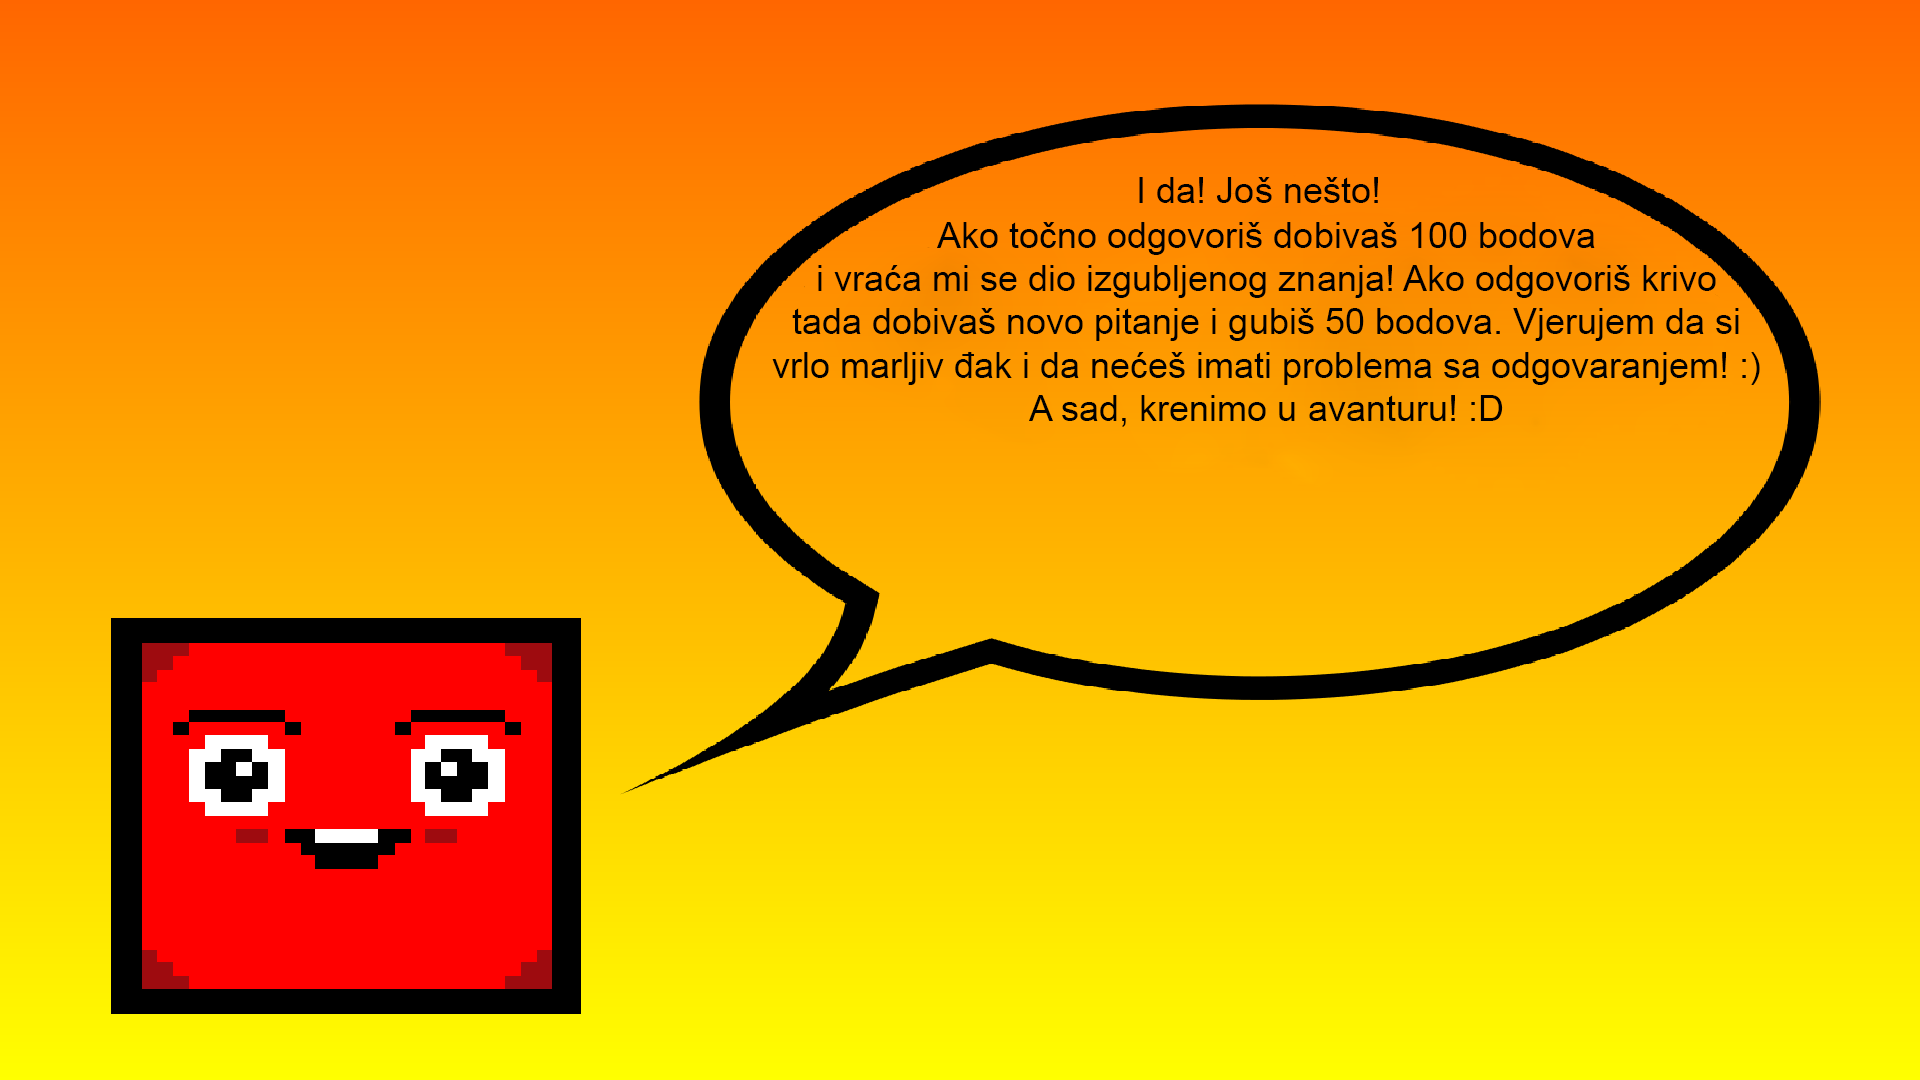 I da! Još nešto!
Ako točno odgovoriš dobivaš 100 bodova
i vraća mi se dio izgubljenog znanja! Ako odgovoriš krivo
tada dobivaš novo pitanje i gubiš 50 bodova. Vjerujem da si
vrlo marljiv đak i da nećeš imati problema sa odgovaranjem! :)
A sad, krenimo u avanturu! :D